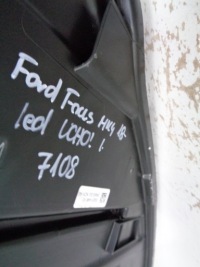 Ford Focus MK4 18-
led UCHO! l.
7108